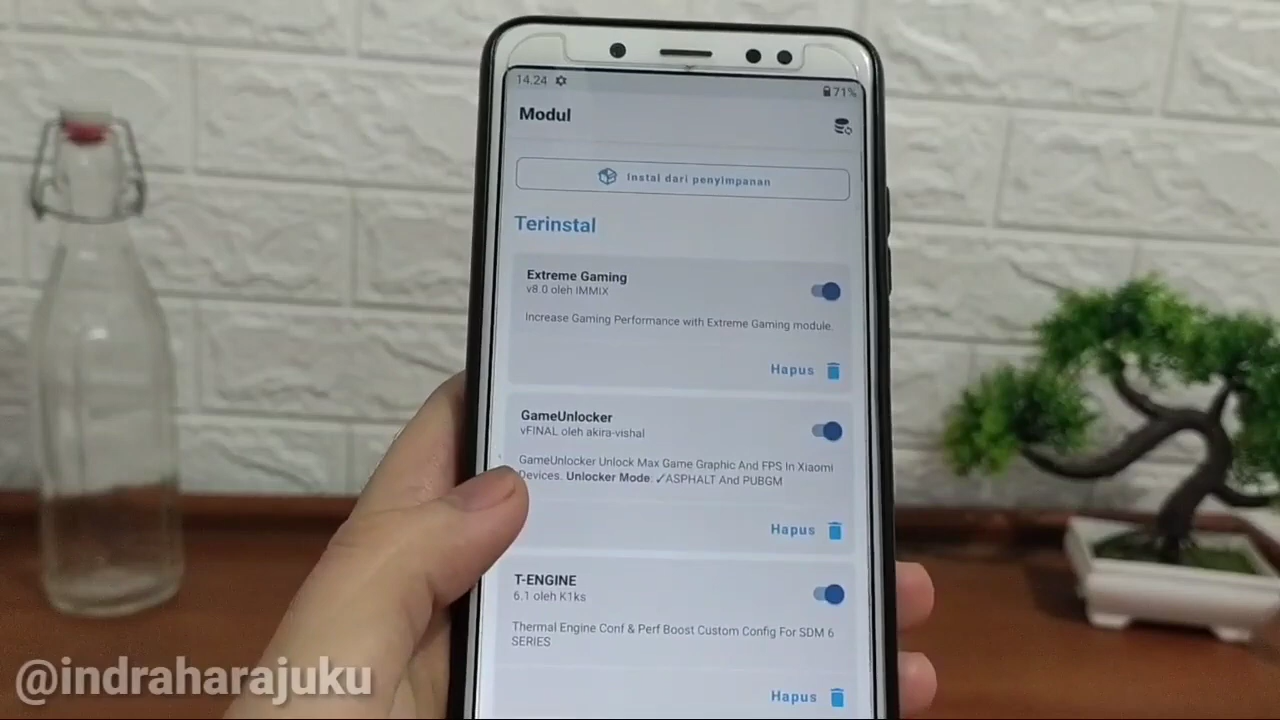 14.24
71%
Modul
Instal dari penyimpanan
Terinstal
Extreme Gaming
v8.0 oleh IMMIX
Increase Gaming Performance with Extreme Gaming module.
Hapus
GameUnlocker
vFINAL oleh akira-vishal
GameUnlocker Unlock Max Game Graphic And FPS In Xiaomi
Devices. Unlocker Mode: ✓ASPHALT And PUBGM
Hapus
T-ENGINE
6.1 oleh K1ks
Thermal Engine Conf & Perf Boost Custom Config For SDM 6
SERIES
Hapus
@indraharajuku